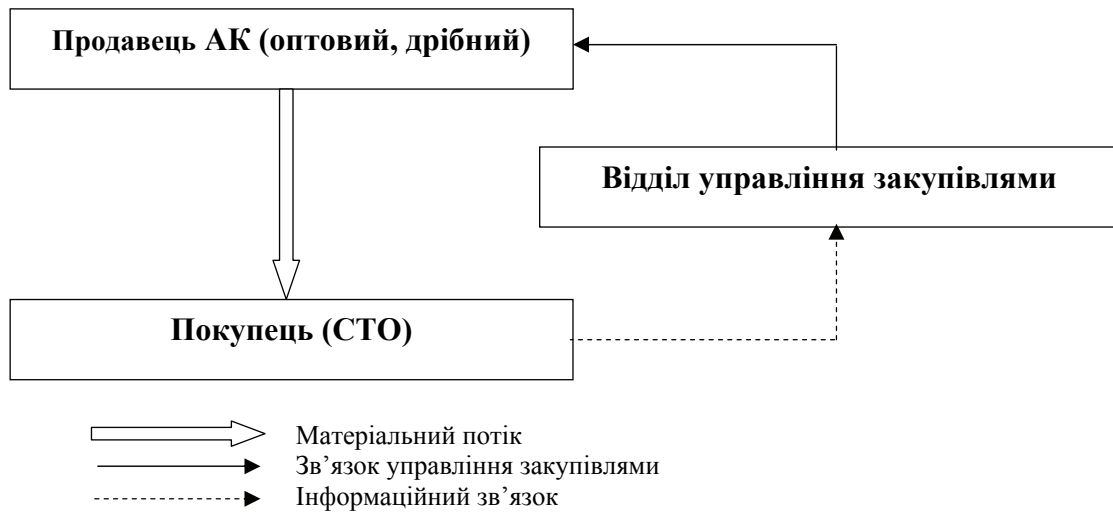 Продавець АК (оптовий, дрібний)
Відділ управління закупівлями
Покупець (СТО)
Матеріальний потік
Зв’язок управління закупівлями
Інформаційний зв’язок